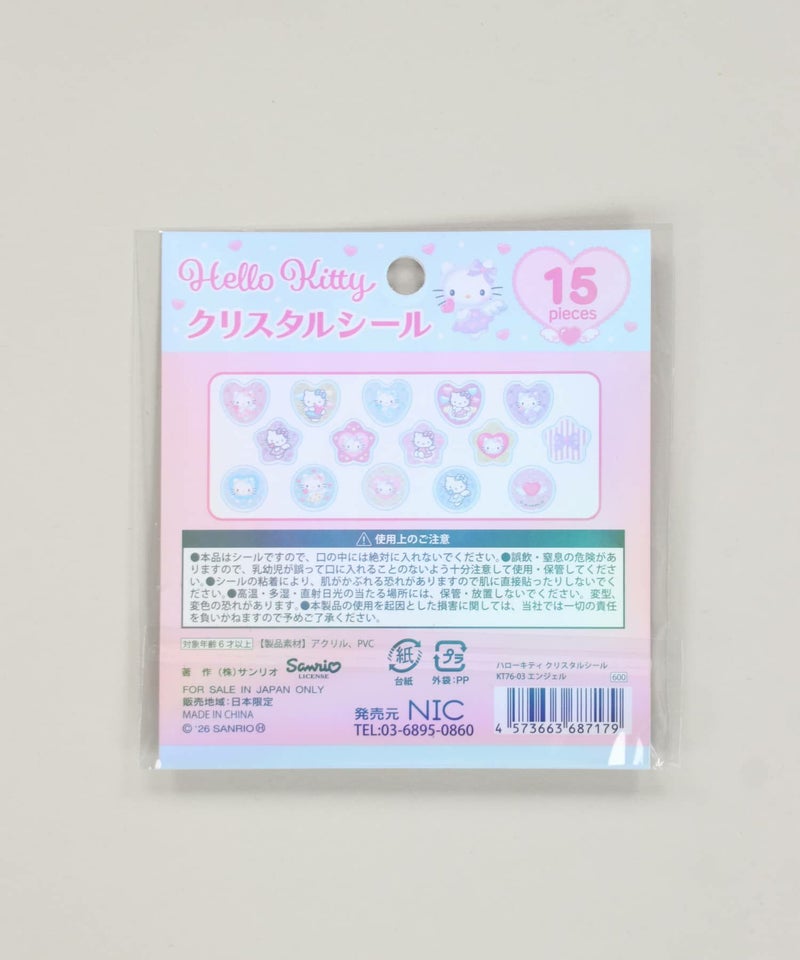 Hello Kitty
クリスタルシール
15
pieces
使用上のご注意
●本品はシールですので、口の中には絶対に入れないでください。●誤飲・窒息の危険があ
りますので、乳幼児が誤って口に入れることのないよう十分注意して使用・保管してくださ
い。●シールの粘着により、肌がかぶれる恐れがありますので肌に直接貼ったりしないでく
ださい。●高温・多湿・直射日光の当たる場所には、保管・放置しないでください。変型、
変色の恐れがあります。●本製品の使用を起因とした損害に関しては、当社では一切の責任
を負いかねますので予めご了承ください。
対象年齢6才以上 【製品素材】アクリル、PVC
著 作 (株)サンリオ Sanrio
LICENSE
FOR SALE IN JAPAN ONLY
販売地域:日本限定
MADE IN CHINA
© '26 SANRIO Ⓗ
紙
台紙
プラ
外袋:PP
発売元 NIC
TEL:03-6895-0860
ハローキティ クリスタルシール
KT76-03 エンジェル 600
4 573663 687179